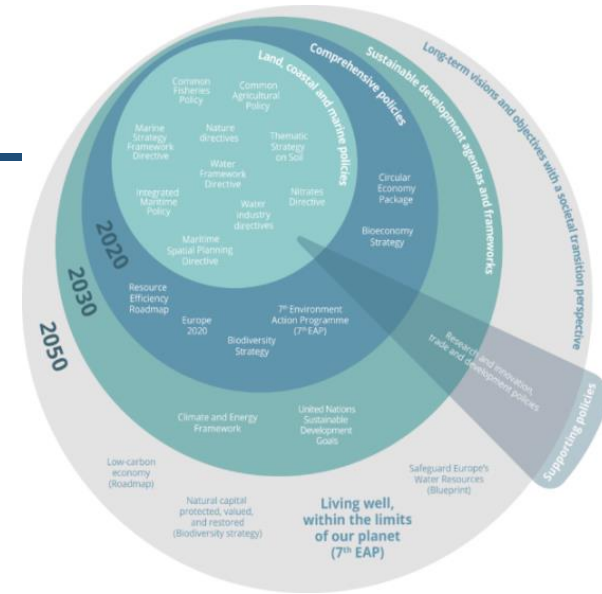 Long-term visions and objectives with a societal transition perspective
Sustainable development agendas and frameworks
Comprehensive policies
Land, coastal and marine policies
Common
Fisheries
Policy
Common
Agricultural
Policy
Marine
Strategy
Framework
Directive
Nature
directives
Thematic
Strategy
on Soil
Water
Framework
Directive
Integrated
Maritime
Policy
Water
industry
directives
Nitrates
Directive
Maritime
Spatial Planning
Directive
Circular
Economy
Package
Bioeconomy
Strategy
2020
Resource
Efficiency
Roadmap
Europe
2020
Biodiversity
Strategy
7th Environment
Action Programme
(7th EAP)
2030
Climate and Energy
Framework
United Nations
Sustainable
Development
Goals
2050
Low-carbon
economy
(Roadmap)
Natural capital
protected, valued,
and restored
(Biodiversity strategy)
Living well,
within the limits
of our planet
(7th EAP)
Safeguard Europe's
Water Resources
(Blueprint)
Research and innovation,
trade and development policies
Supporting policies